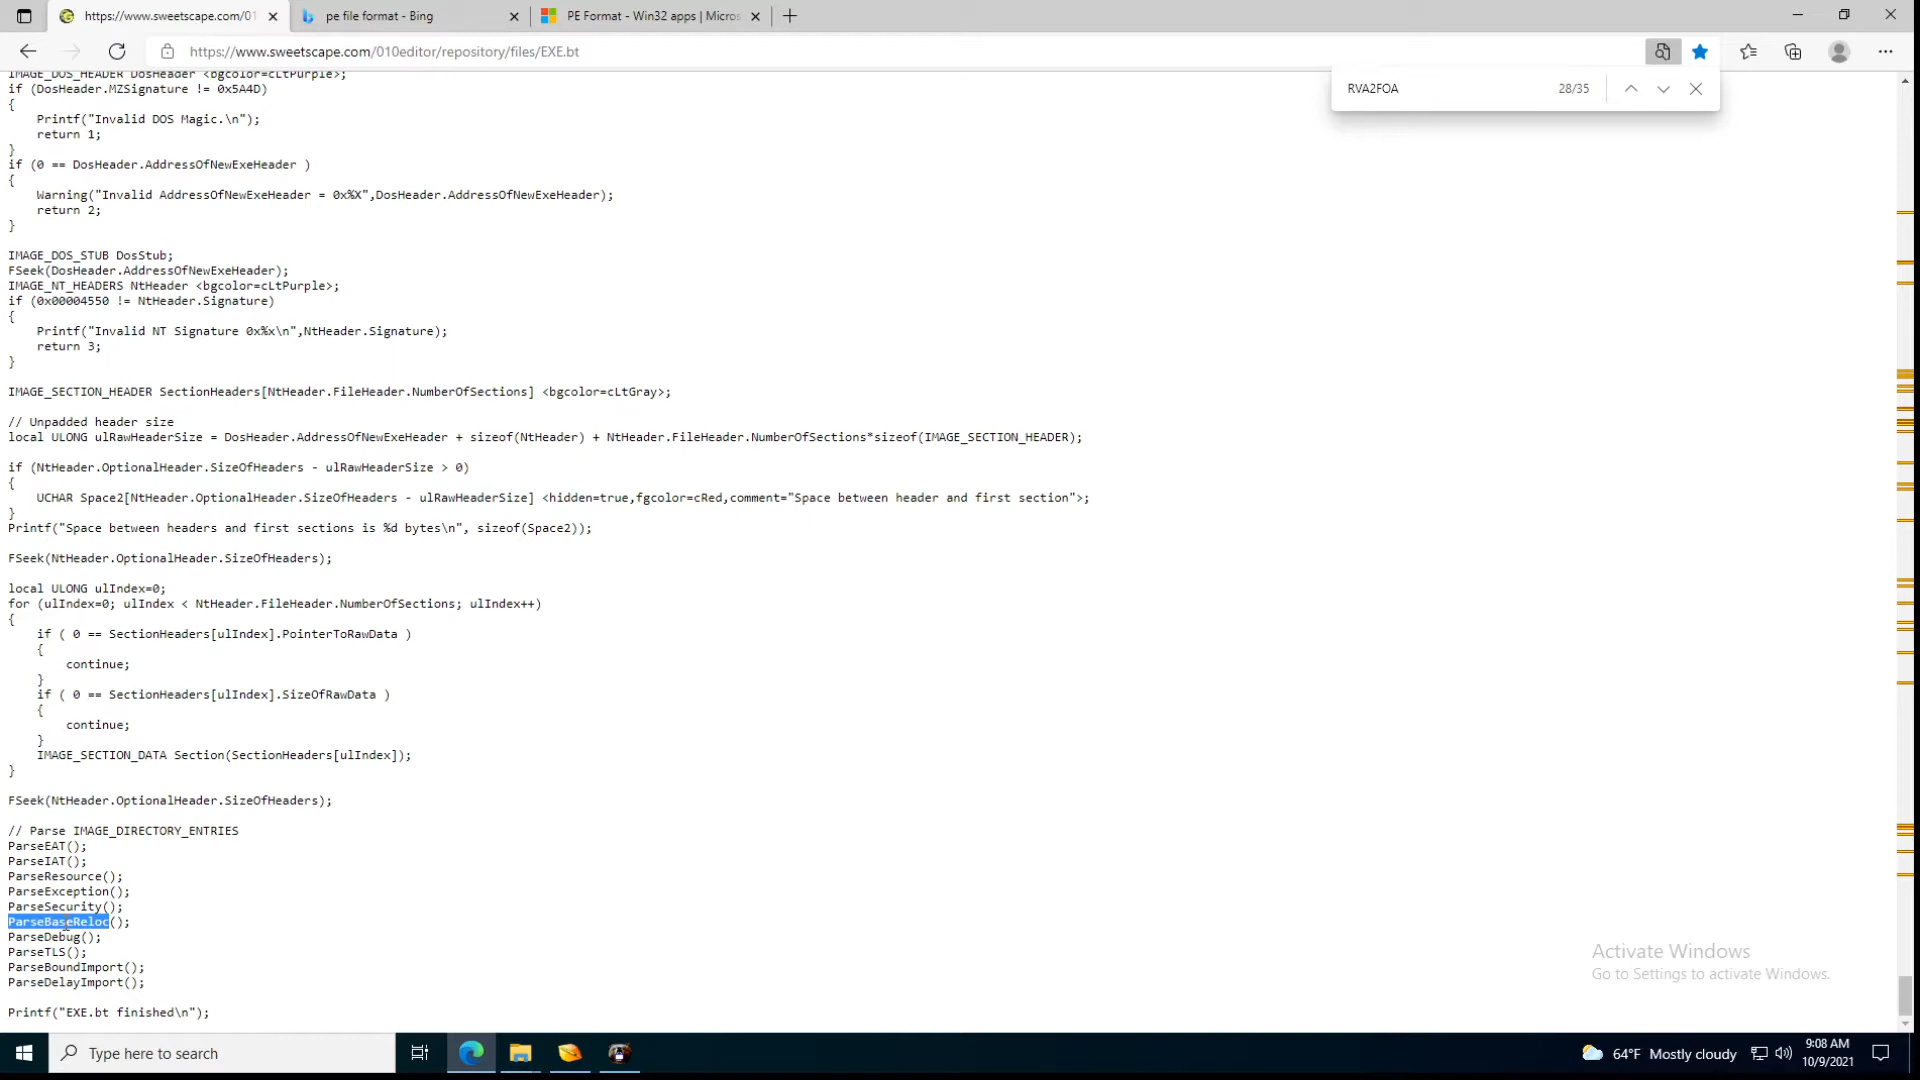 https://www.sweetscape.com/01
pe file format - Bing
PE Format - Win32 apps | Micros
https://www.sweetscape.com/010editor/repository/files/EXE.bt
RVA2FOA 28/35
IMAGE_DOS_HEADER DosHeader <bgcolor=cLtPurple>;
if (DosHeader.MZSignature != 0x5A4D)
{
    Printf("Invalid DOS Magic.\n");
    return 1;
}
if (0 == DosHeader.AddressOfNewExeHeader )
{
    Warning("Invalid AddressOfNewExeHeader = 0x%X",DosHeader.AddressOfNewExeHeader);
    return 2;
}
IMAGE_DOS_STUB DosStub;
FSeek(DosHeader.AddressOfNewExeHeader);
IMAGE_NT_HEADERS NtHeader <bgcolor=cLtPurple>;
if (0x00004550 != NtHeader.Signature)
{
    Printf("Invalid NT Signature 0x%x\n",NtHeader.Signature);
    return 3;
}
IMAGE_SECTION_HEADER SectionHeaders[NtHeader.FileHeader.NumberOfSections] <bgcolor=cLtGray>;
// Unpadded header size
local ULONG ulRawHeaderSize = DosHeader.AddressOfNewExeHeader + sizeof(NtHeader) + NtHeader.FileHeader.NumberOfSections*sizeof(IMAGE_SECTION_HEADER);
if (NtHeader.OptionalHeader.SizeOfHeaders - ulRawHeaderSize > 0)
{
    UCHAR Space2[NtHeader.OptionalHeader.SizeOfHeaders - ulRawHeaderSize] <hidden=true,fgcolor=cRed,comment="Space between header and first section">;
}
Printf("Space between headers and first sections is %d bytes\n", sizeof(Space2));
FSeek(NtHeader.OptionalHeader.SizeOfHeaders);
local ULONG ulIndex=0;
for (ulIndex=0; ulIndex < NtHeader.FileHeader.NumberOfSections; ulIndex++)
{
    if ( 0 == SectionHeaders[ulIndex].PointerToRawData )
    {
        continue;
    }
    if ( 0 == SectionHeaders[ulIndex].SizeOfRawData )
    {
        continue;
    }
    IMAGE_SECTION_DATA Section(SectionHeaders[ulIndex]);
}
FSeek(NtHeader.OptionalHeader.SizeOfHeaders);
// Parse IMAGE_DIRECTORY_ENTRIES
ParseEAT();
ParseIAT();
ParseResource();
ParseException();
ParseSecurity();
ParseBaseReloc();
ParseDebug();
ParseTLS();
ParseBoundImport();
ParseDelayImport();
Printf("EXE.bt finished\n");
Activate Windows
Go to Settings to activate Windows.
Type here to search
64°F Mostly cloudy
9:08 AM
10/9/2021